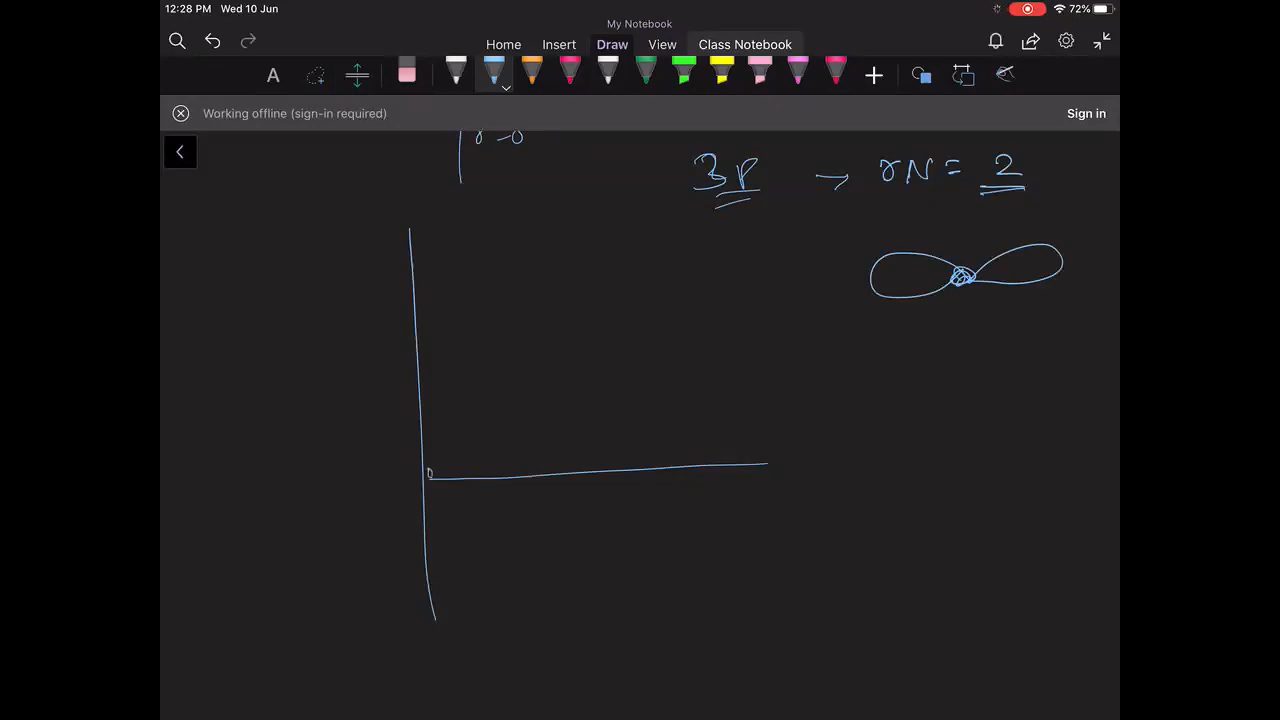 12:28 PM Wed 10 Jun
72%
My Notebook
Home Insert Draw View Class Notebook
A
Working offline (sign-in required)
Sign in
r → 0
3p → rN = 2